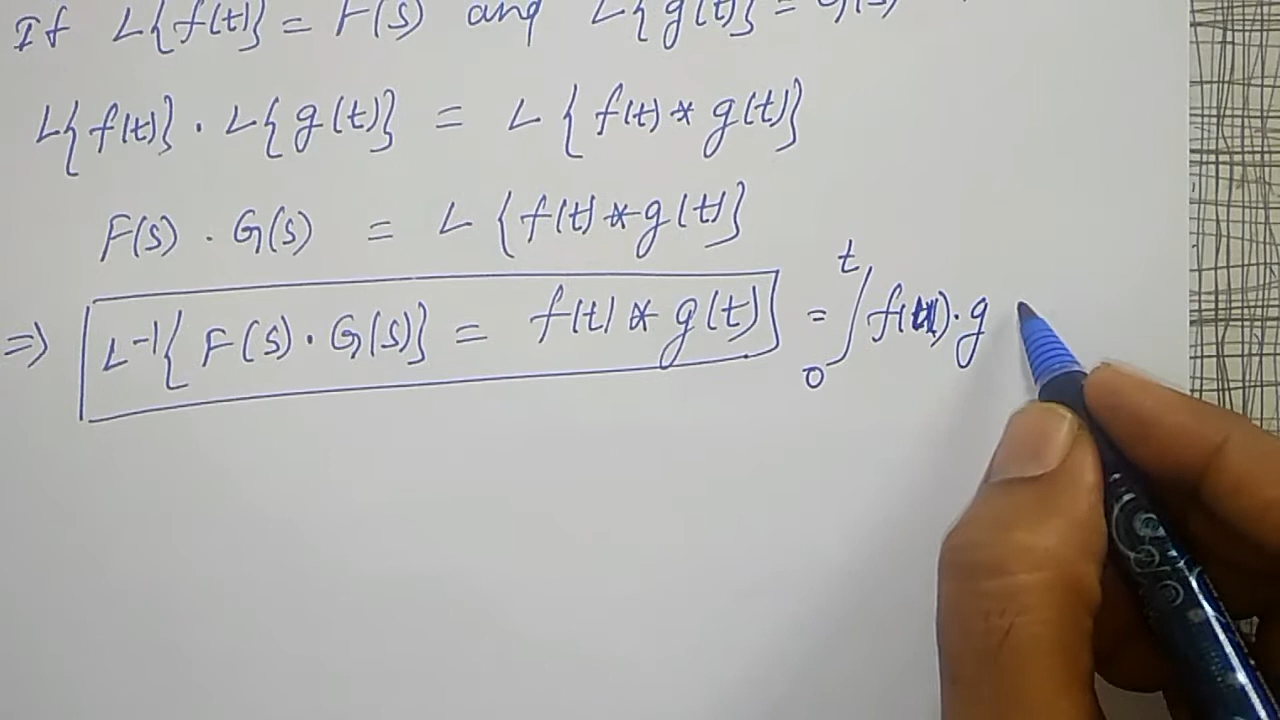 If L{f(t)} = F(s) and L{g(t)} = G(s)
L{f(t)} . L{g(t)} = L{f(t) * g(t)}
F(s) . G(s) = L{f(t) * g(t)}
=> L⁻¹{F(s) . G(s)} = f(t) * g(t)} = ∫₀ᵗ f(u) . g